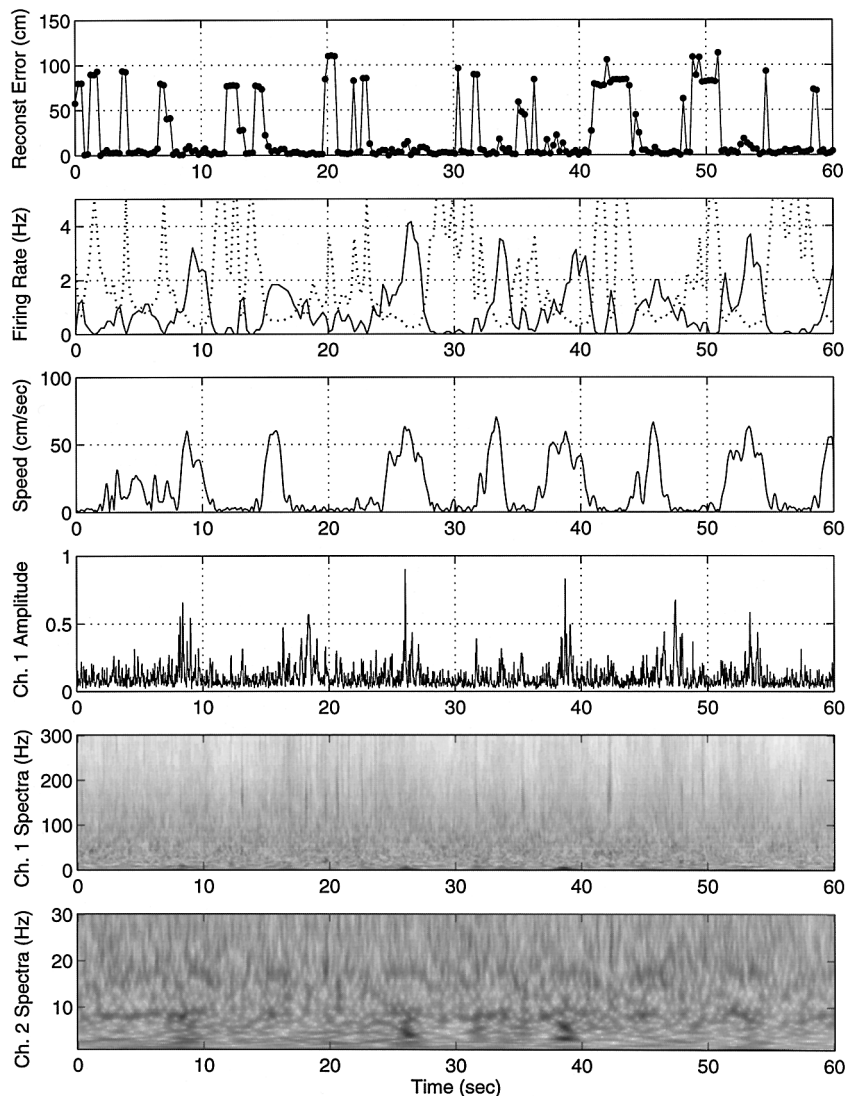 Reconst Error (cm)
150
100
50
0
0 10 20 30 40 50 60
Firing Rate (Hz)
4
2
0
0 10 20 30 40 50 60
Speed (cm/sec)
100
50
0
0 10 20 30 40 50 60
Ch. 1 Amplitude
1
0.5
0
0 10 20 30 40 50 60
Ch. 1 Spectra (Hz)
300
200
100
0
0 10 20 30 40 50 60
Ch. 2 Spectra (Hz)
30
20
10
0 10 20 30 40 50 60
Time (sec)